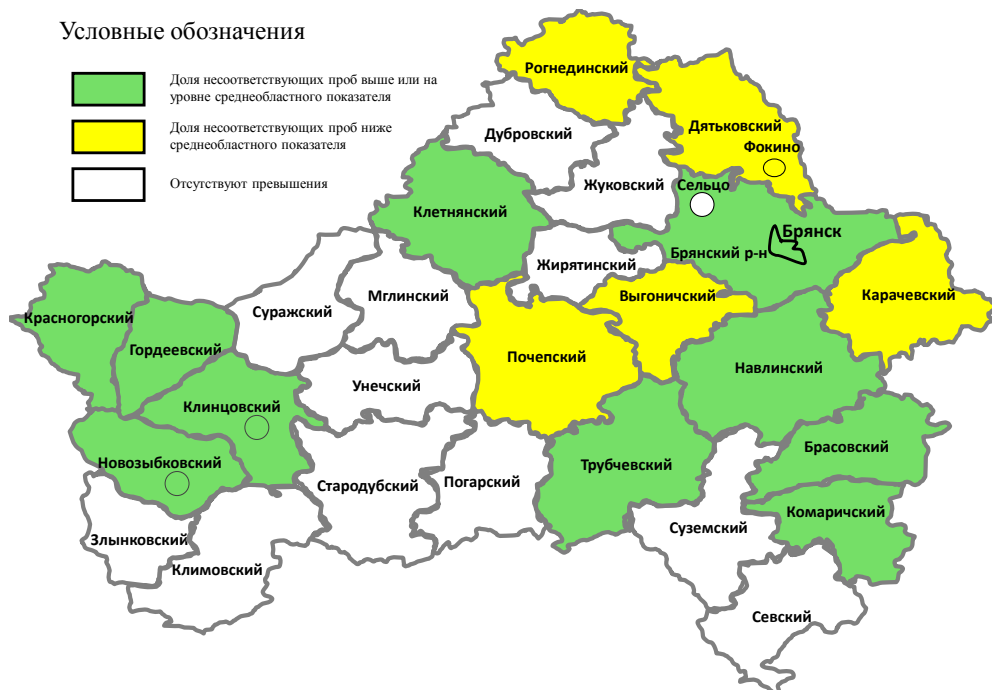 Условные обозначения
Доля несоответствующих проб выше или на
уровне среднеобластного показателя
Доля несоответствующих проб ниже
среднеобластного показателя
Отсутствуют превышения
Рогнединский
Дубровский
Дятьковский
Фокино
Жуковский
Сельцо
Клетнянский
Брянск
Брянский р-н
Жирятинский
Мглинский
Выгоничский
Карачевский
Суражский
Красногорский
Гордеевский
Почепский
Навлинский
Унечский
Клинцовский
Брасовский
Новозыбковский
Трубчевский
Стародубский
Погарский
Комаричский
Суземский
Злынковский
Климовский
Севский